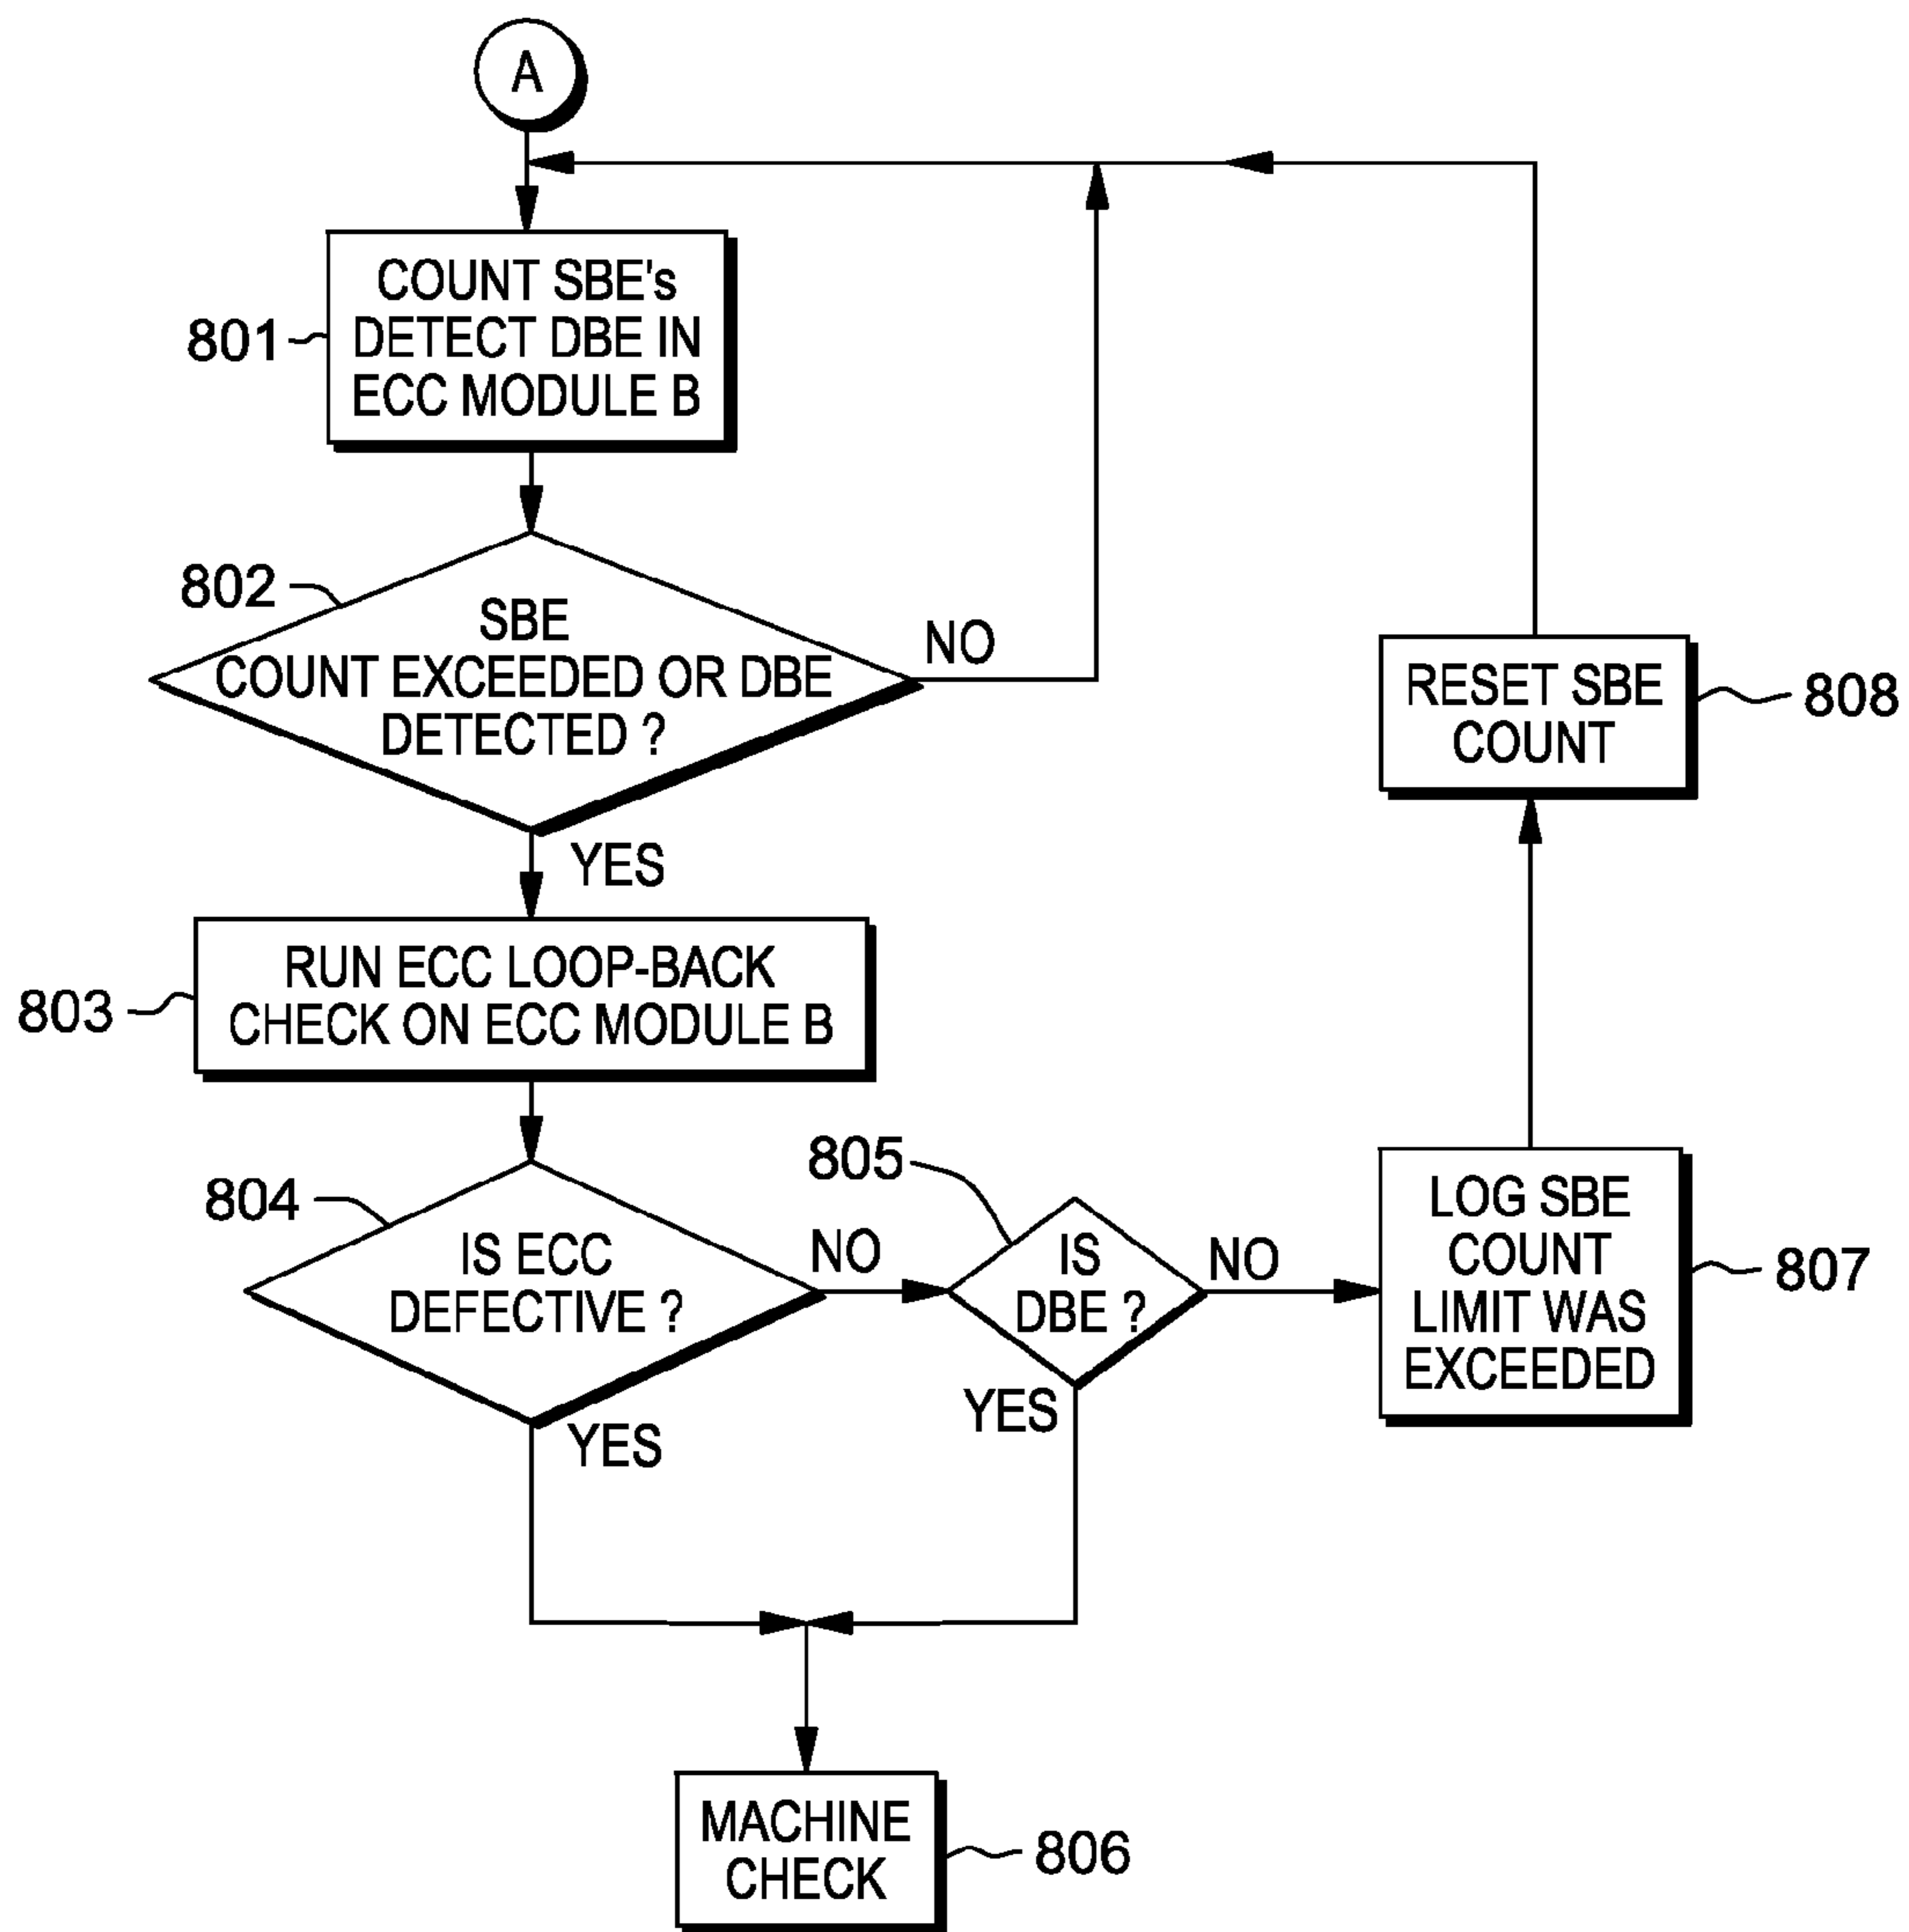 A
COUNT SBE's
DETECT DBE IN
ECC MODULE B
801
802
SBE
COUNT EXCEEDED OR DBE
DETECTED ?
NO
YES
RESET SBE
COUNT
808
RUN ECC LOOP-BACK
CHECK ON ECC MODULE B
803
804
IS ECC
DEFECTIVE ?
NO
YES
805
IS
DBE ?
NO
YES
LOG SBE
COUNT
LIMIT WAS
EXCEEDED
807
MACHINE
CHECK
806